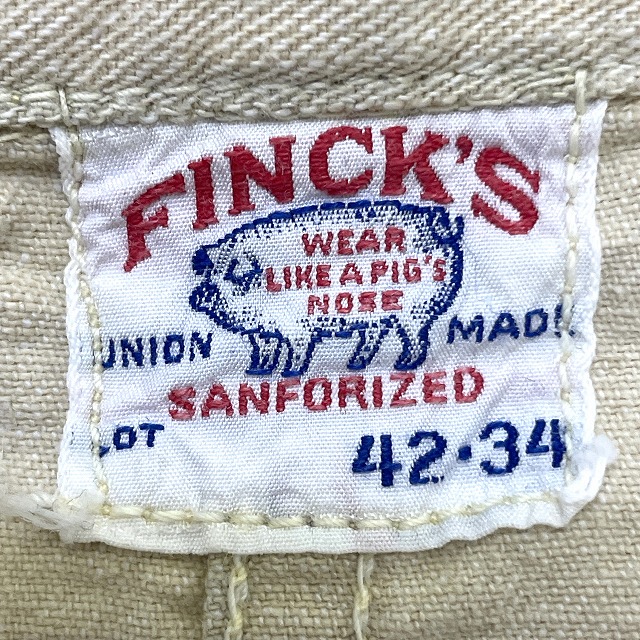 FINCK'S
WEAR
LIKE A PIG'S
NOSE
UNION MADE
SANFORIZED
LOT 42-34